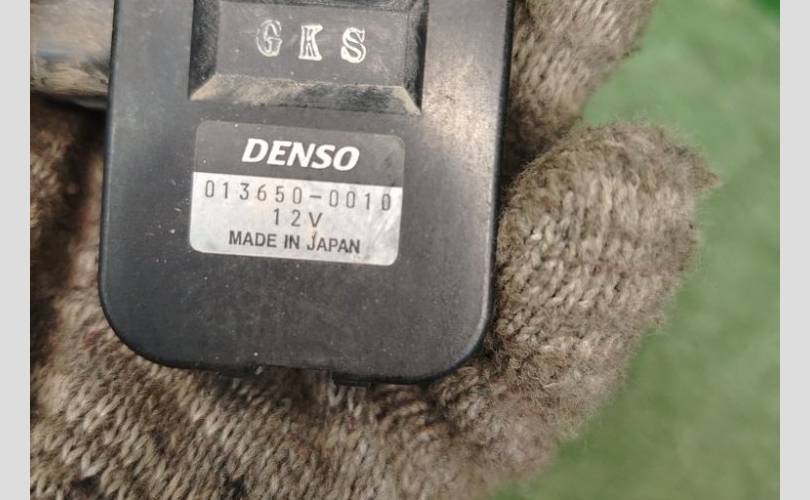 GKS
DENSO
013650-0010
12V
MADE IN JAPAN